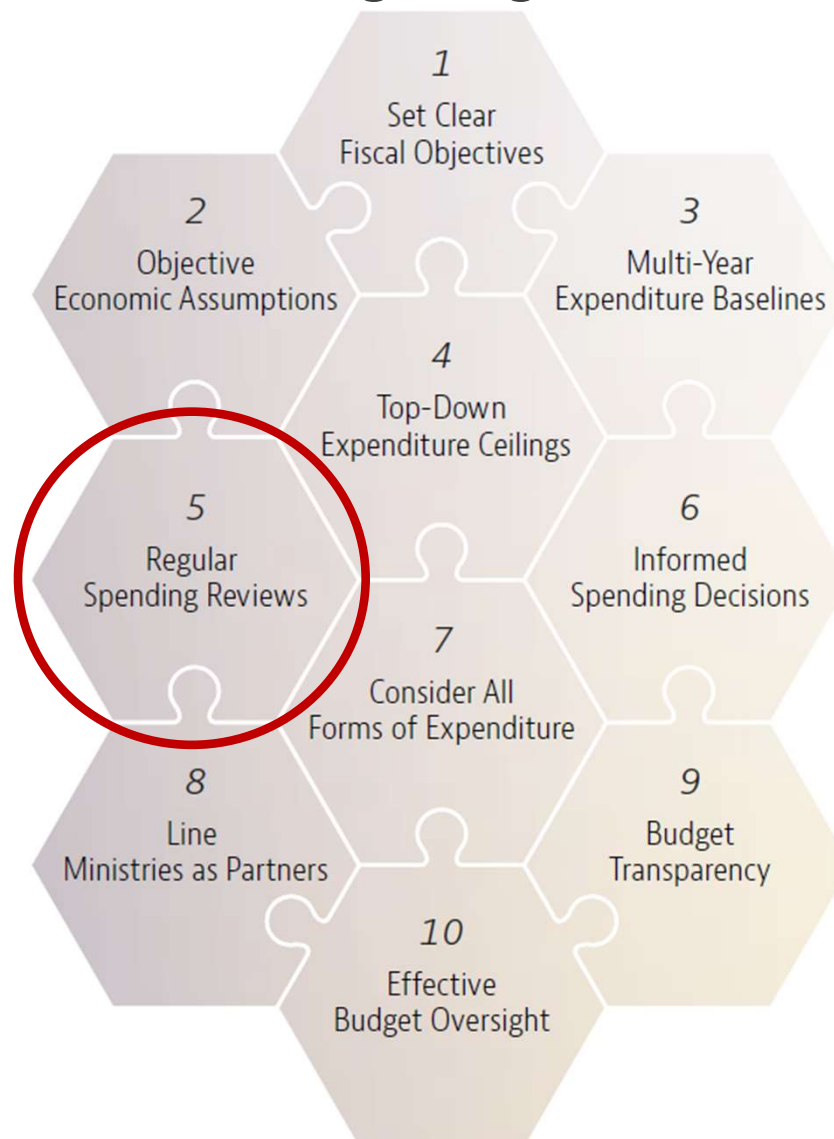 1
Set Clear
Fiscal Objectives
2
Objective
Economic Assumptions
3
Multi-Year
Expenditure Baselines
4
Top-Down
Expenditure Ceilings
5
Regular
Spending Reviews
6
Informed
Spending Decisions
7
Consider All
Forms of Expenditure
8
Line
Ministries as Partners
9
Budget
Transparency
10
Effective
Budget Oversight